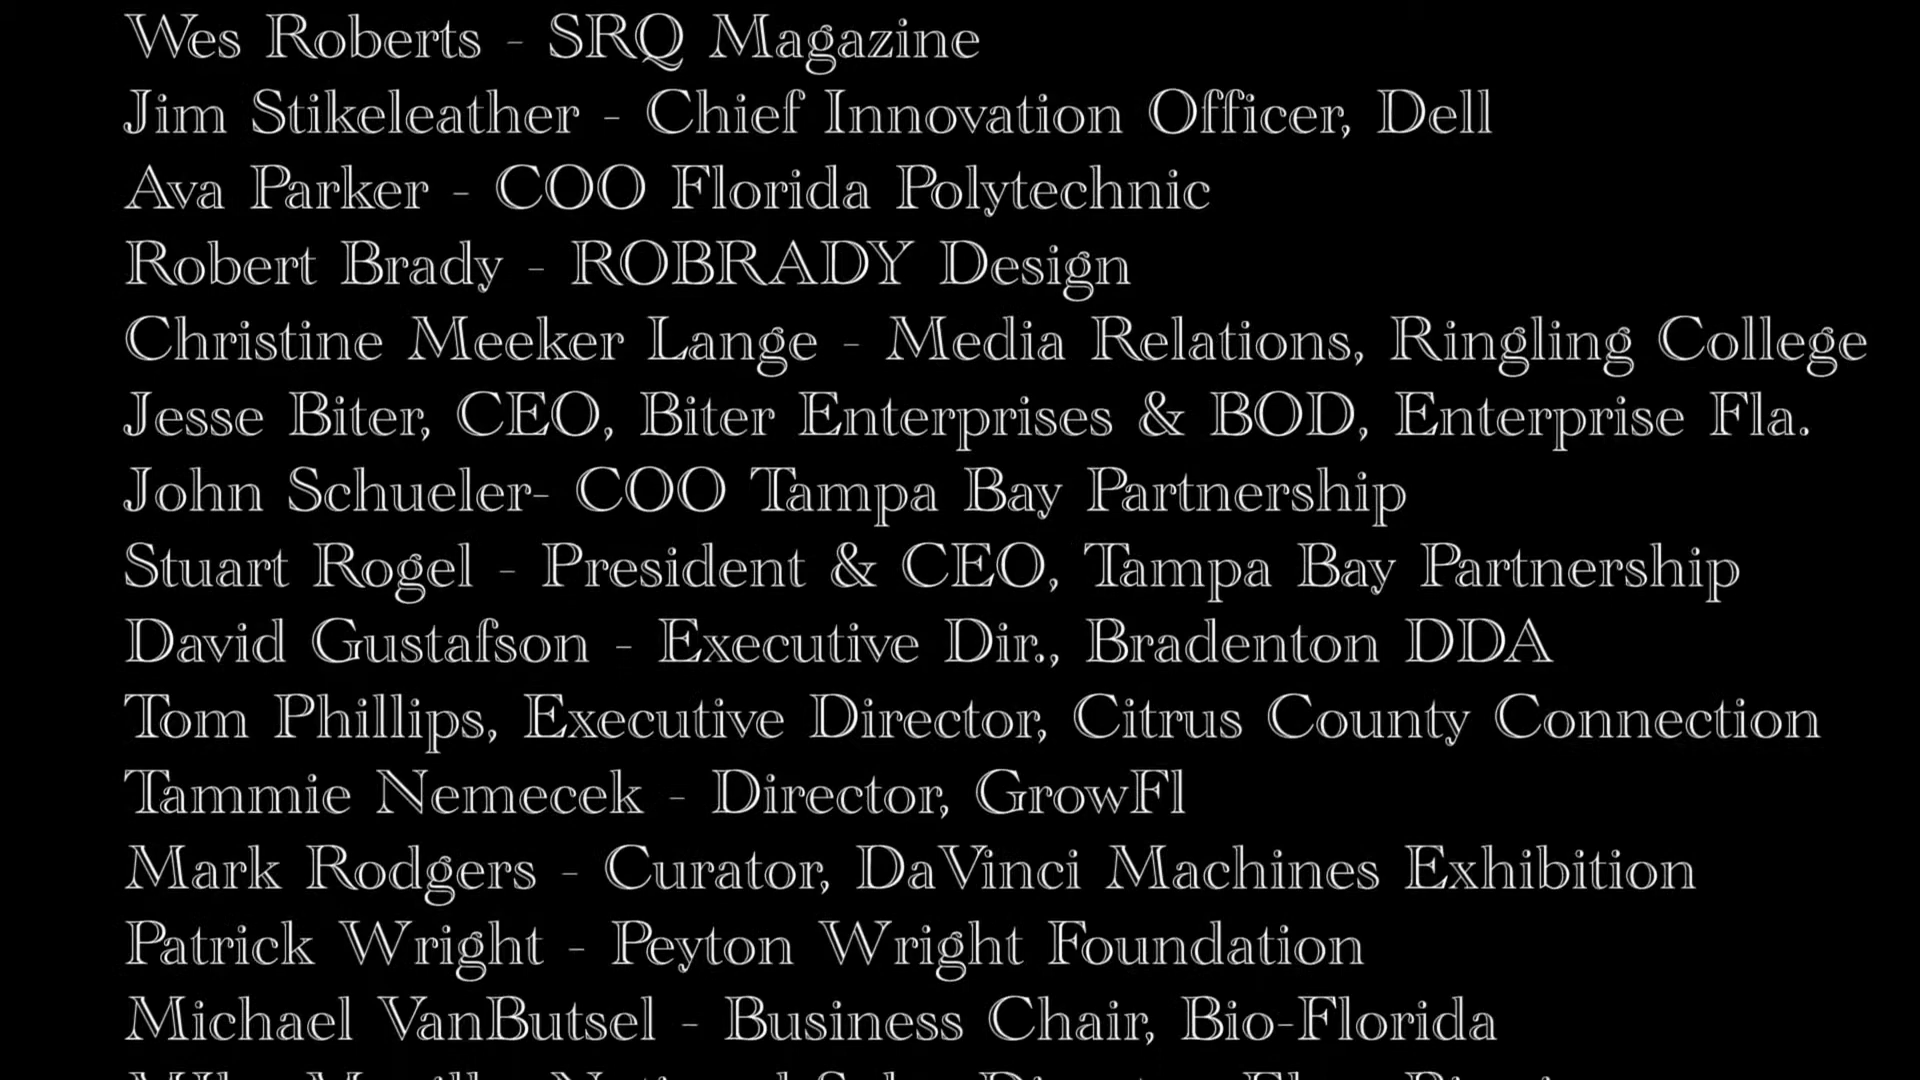 Wes Roberts - SRQ Magazine
Jim Stikeleather - Chief Innovation Officer, Dell
Ava Parker - COO Florida Polytechnic
Robert Brady - ROBRADY Design
Christine Meeker Lange - Media Relations, Ringling College
Jesse Biter, CEO, Biter Enterprises & BOD, Enterprise Fla.
John Schueler- COO Tampa Bay Partnership
Stuart Rogel - President & CEO, Tampa Bay Partnership
David Gustafson - Executive Dir., Bradenton DDA
Tom Phillips, Executive Director, Citrus County Connection
Tammie Nemecek - Director, GrowFl
Mark Rodgers - Curator, DaVinci Machines Exhibition
Patrick Wright - Peyton Wright Foundation
Michael VanButsel - Business Chair, Bio-Florida